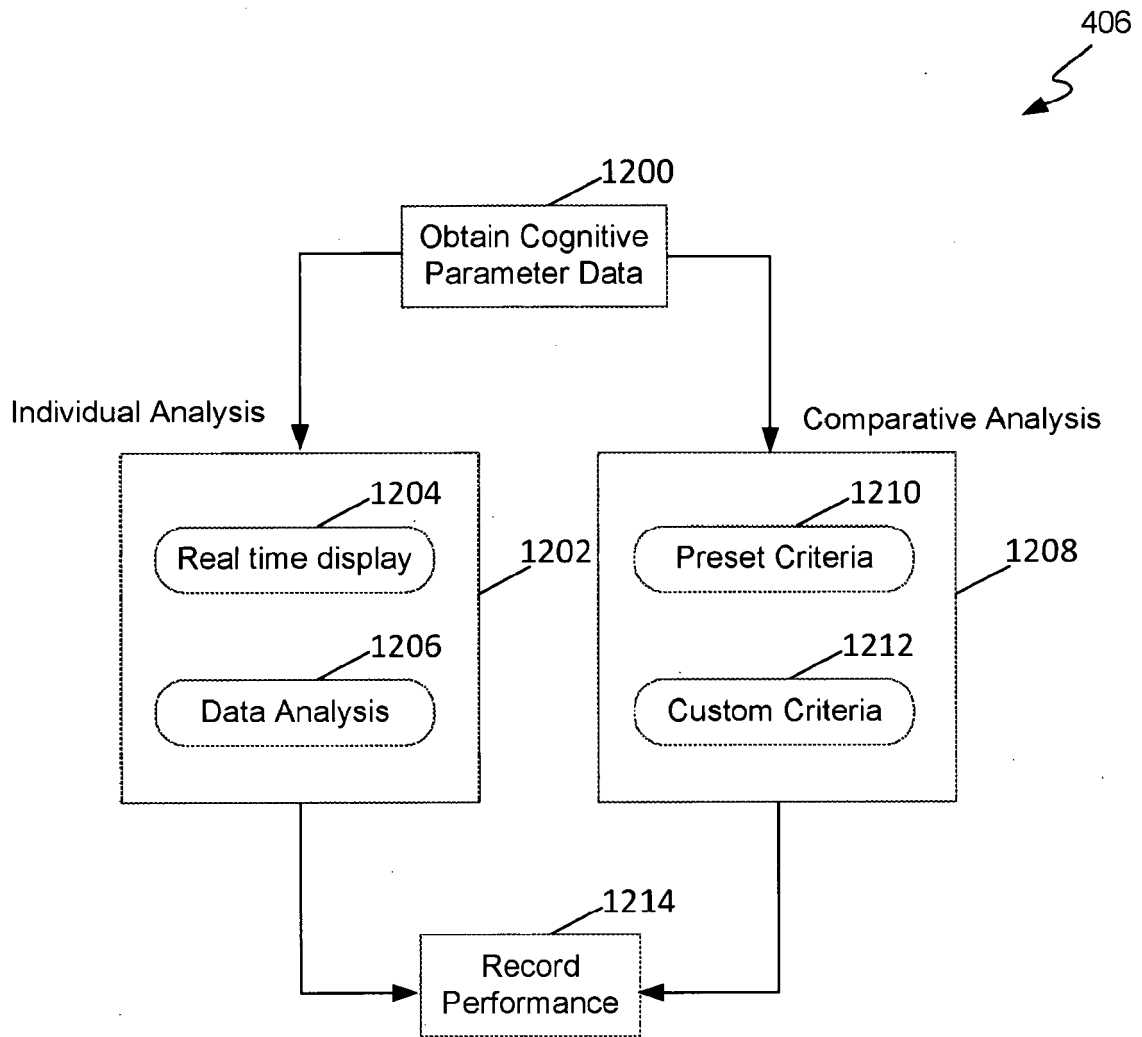 406
1200
Obtain Cognitive
Parameter Data
Individual Analysis
Comparative Analysis
1204
Real time display
1202
1206
Data Analysis
1210
Preset Criteria
1208
1212
Custom Criteria
1214
Record
Performance